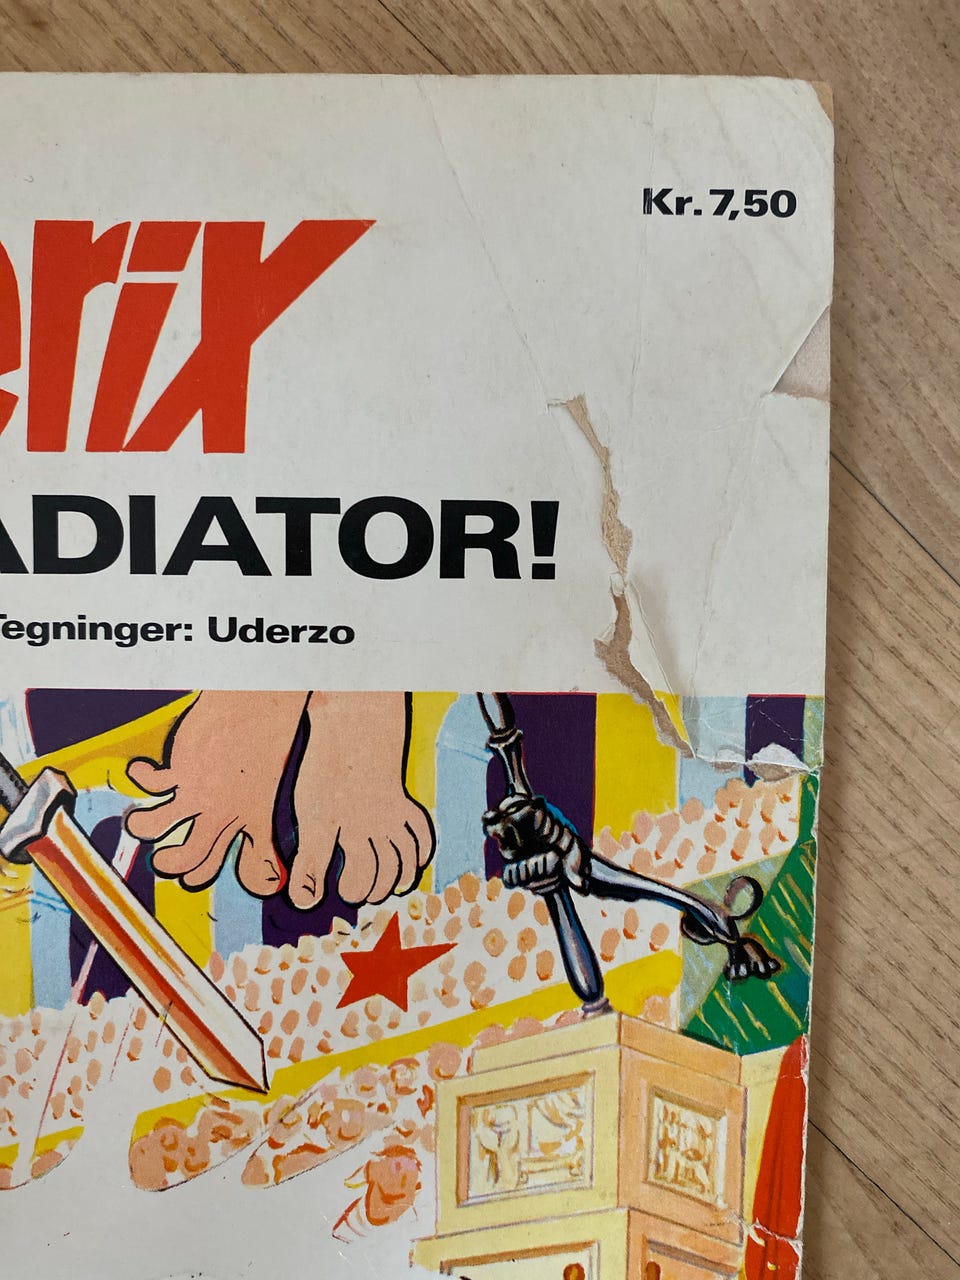 Kr. 7,50
erix
ADIATOR!
Tegninger: Uderzo